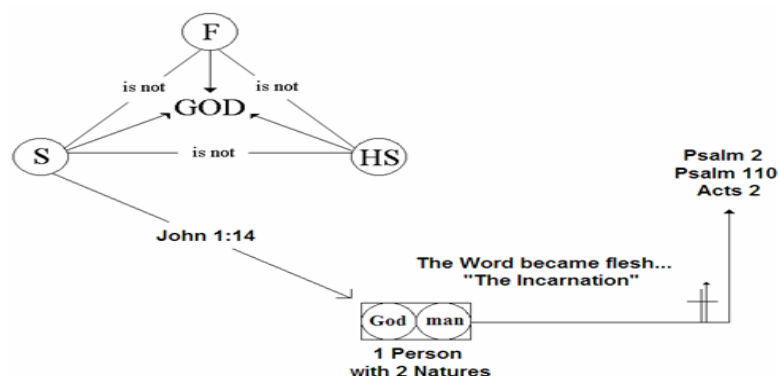 F
is not
is not
GOD
S
is not
HS
Psalm 2
Psalm 110
Acts 2
John 1:14
The Word became flesh...
"The Incarnation"
God man
1 Person
with 2 Natures